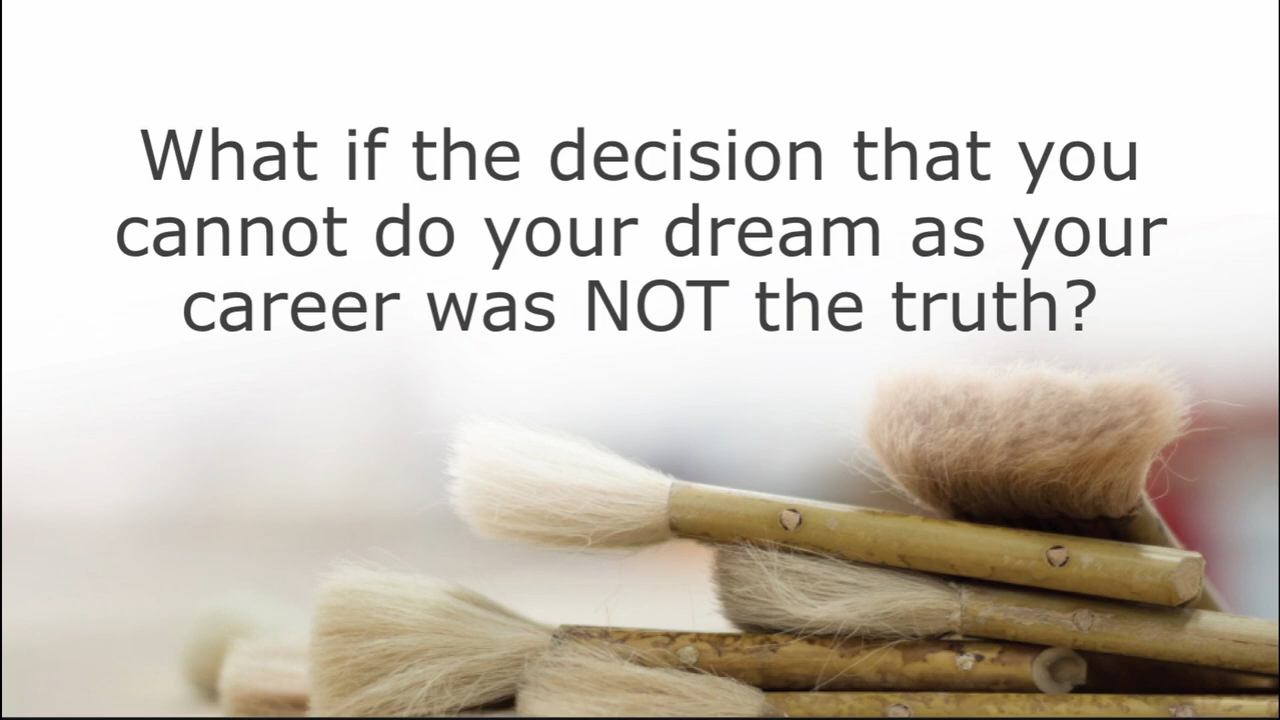 What if the decision that you
cannot do your dream as your
career was NOT the truth?